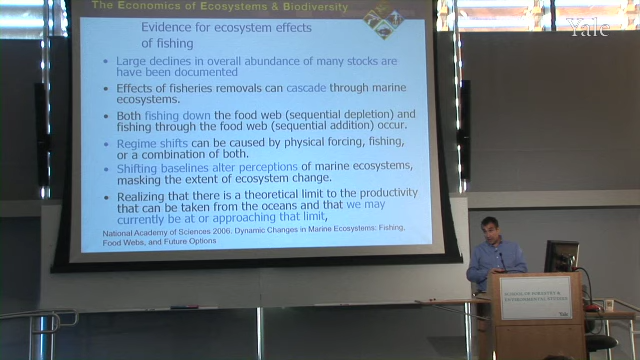 The Economics of Ecosystems & Biodiversity
Yale
Evidence for ecosystem effects
of fishing
• Large declines in overall abundance of many stocks are
have been documented
• Effects of fisheries removals can cascade through marine
ecosystems.
• Both fishing down the food web (sequential depletion) and
fishing through the food web (sequential addition) occur.
• Regime shifts can be caused by physical forcing, fishing,
or a combination of both.
• Shifting baselines alter perceptions of marine ecosystems,
masking the extent of ecosystem change.
• Realizing that there is a theoretical limit to the productivity
that can be taken from the oceans and that we may
currently be at or approaching that limit,
National Academy of Sciences 2006. Dynamic Changes in Marine Ecosystems: Fishing,
Food Webs, and Future Options
SCHOOL OF FORESTRY &
ENVIRONMENTAL STUDIES
Yale